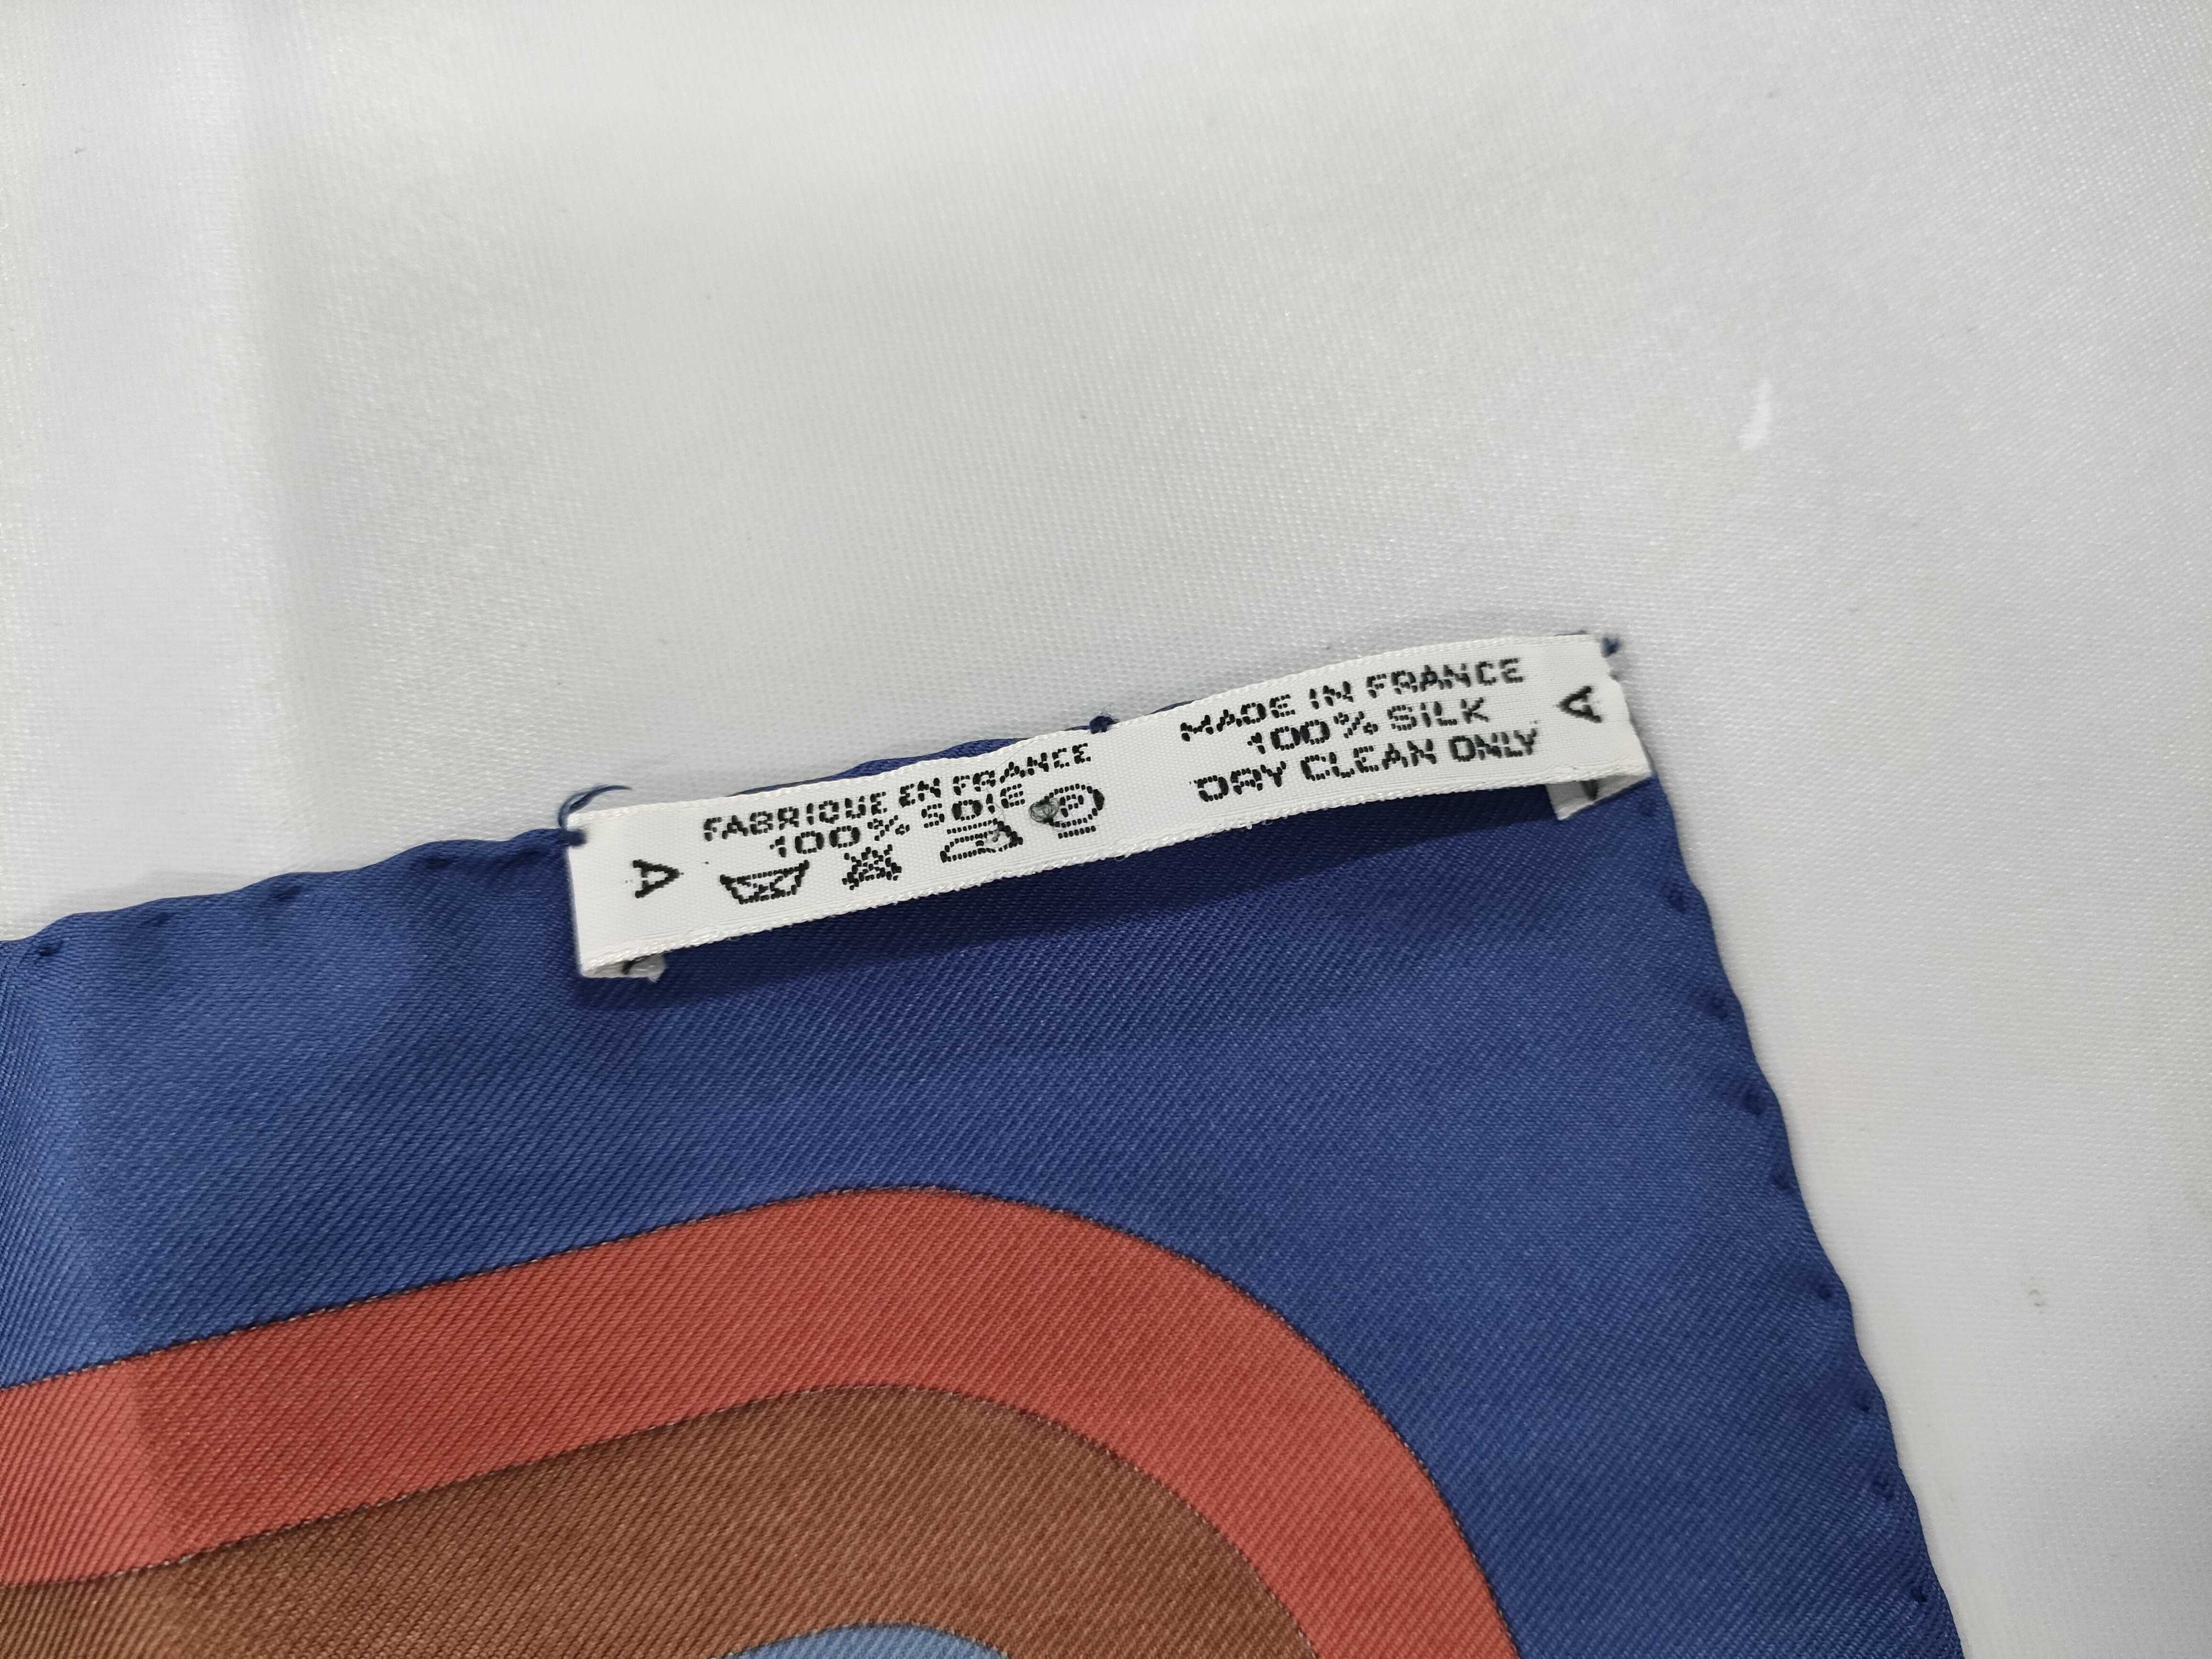 A
FABRIQUE EN FRANCE
100% SOIE
P
MADE IN FRANCE
100% SILK
DRY CLEAN ONLY
A